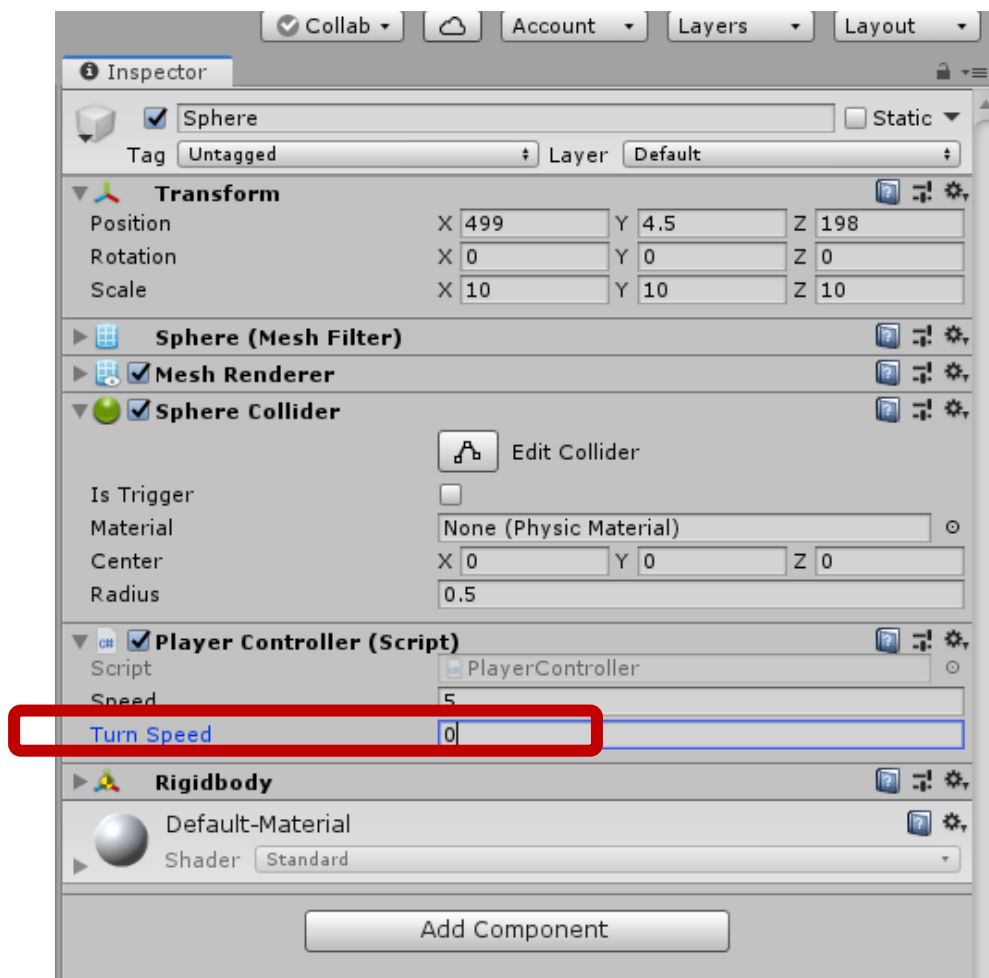 Collab Account Layers Layout
Inspector
Sphere Static
Tag Untagged Layer Default
Transform
Position X 499 Y 4.5 Z 198
Rotation X 0 Y 0 Z 0
Scale X 10 Y 10 Z 10
Sphere (Mesh Filter)
Mesh Renderer
Sphere Collider
Edit Collider
Is Trigger
Material None (Physic Material)
Center X 0 Y 0 Z 0
Radius 0.5
Player Controller (Script)
Script PlayerController
Speed 5
Turn Speed 0
Rigidbody
Default-Material
Shader Standard
Add Component